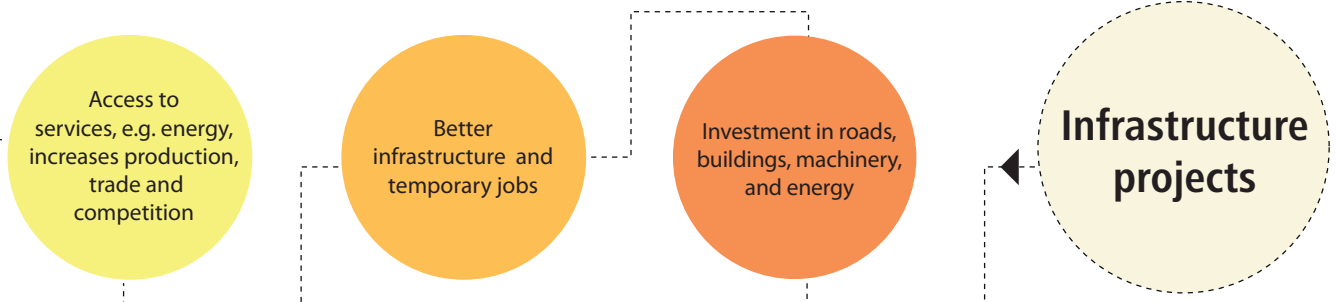 Access to
services, e.g. energy,
increases production,
trade and
competition
Better
infrastructure and
temporary jobs
Investment in roads,
buildings, machinery,
and energy
Infrastructure
projects